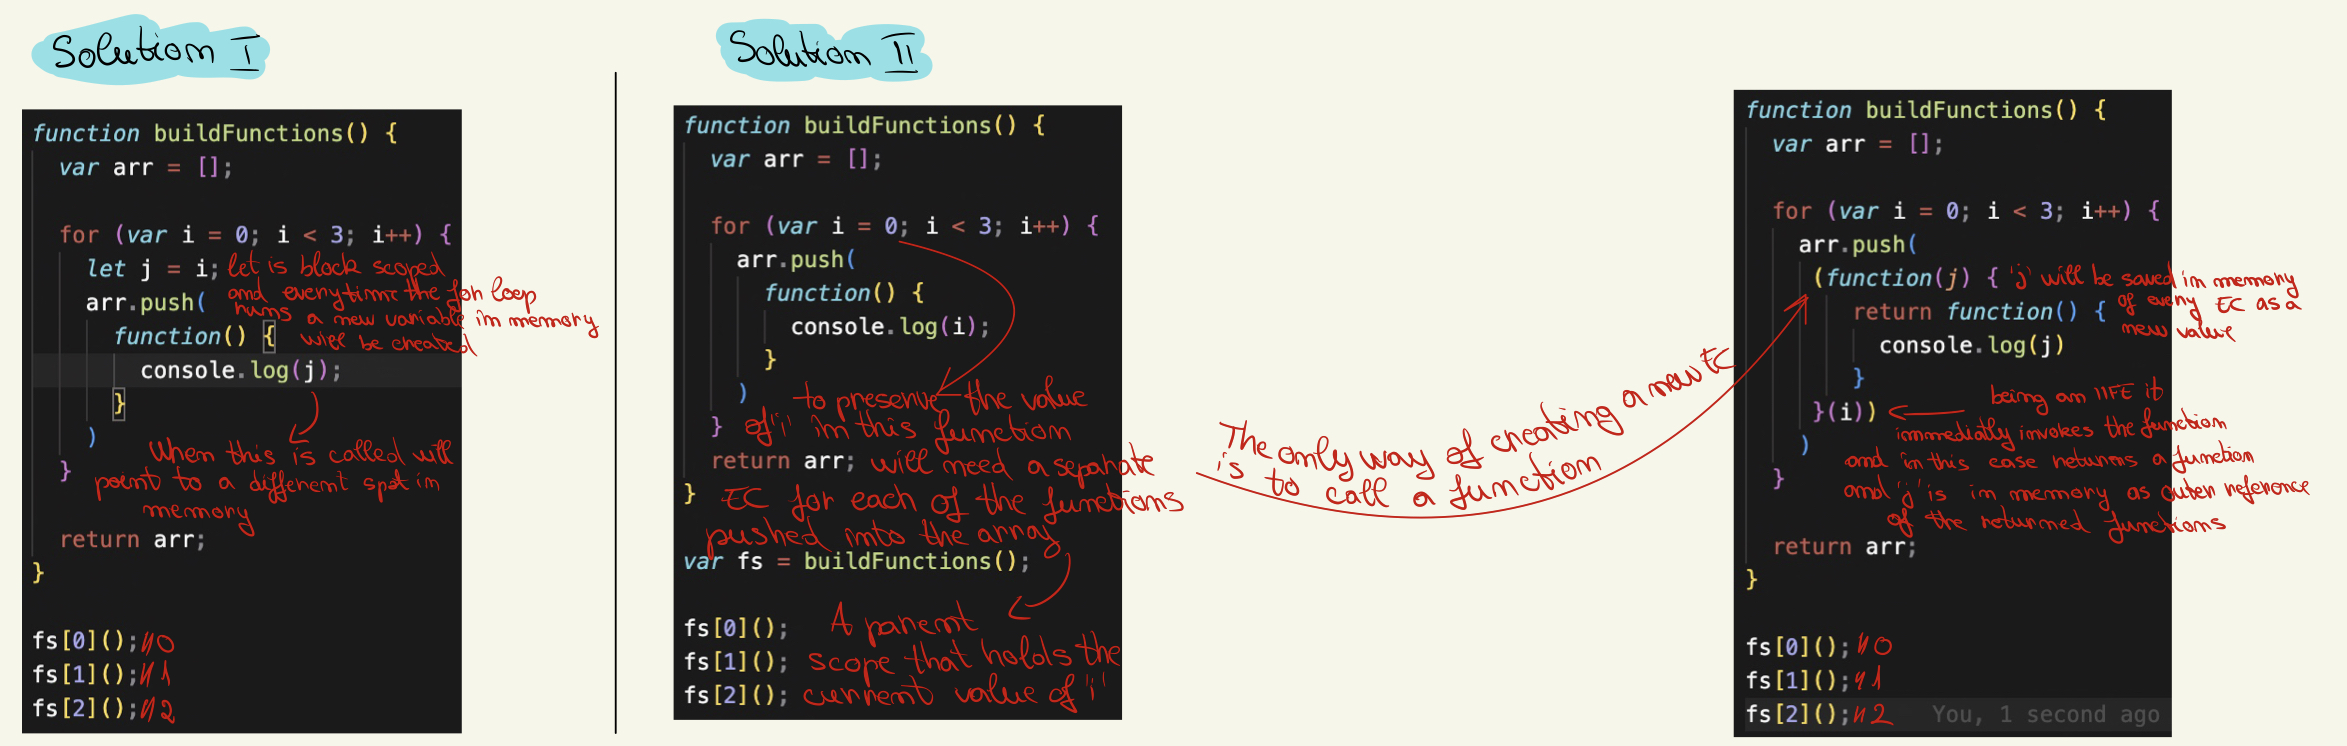 Solution I
function buildFunctions() {
var arr = [];
for (var i = 0; i < 3; i++) {
let j = i; let is block scoped
and everytime the for loop
arr.push(
runs a new variable in memory
will be created
function() {
console.log(j);
}
)
When this is called will
point to a different spot in
memory
}
return arr;
}
fs[0](); //0
fs[1](); //1
fs[2](); //2
Solution II
function buildFunctions() {
var arr = [];
for (var i = 0; i < 3; i++) {
arr.push(
function() {
console.log(i);
}
)
to preserve the value
} of 'i' in this function
return arr; will need a separate
} EC for each of the functions
pushed into the array
var fs = buildFunctions();
fs[0](); A parent
fs[1](); scope that holds the
fs[2](); current value of 'i'
The only way of creating a new EC
is to call a function
function buildFunctions() {
var arr = [];
for (var i = 0; i < 3; i++) {
arr.push(
(function(j) { 'j' will be saved in memory
of every EC as a
new value
return function() {
console.log(j)
}
}(i))
being an IIFE it
immediatly invokes the function
and in this case returns a function
and 'j' is in memory as outer reference
of the returned functions
)
}
return arr;
}
fs[0](); //0
fs[1](); //1
fs[2](); //2 You, 1 second ago